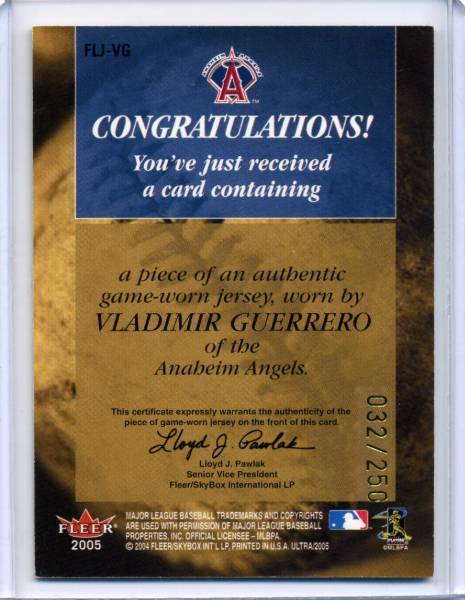 FLJ-VG
A
TM
CONGRATULATIONS!
You've just received
a card containing
a piece of an authentic
game-worn jersey, worn by
VLADIMIR GUERRERO
of the
Anaheim Angels.
This certificate expressly warrants the authenticity of the
piece of game-worn jersey on the front of this card.
Lloyd J. Pawlak
Lloyd J. Pawlak
Senior Vice President
Fleer/SkyBox International LP
032/250
FLEER
2005
MAJOR LEAGUE BASEBALL TRADEMARKS AND COPYRIGHTS
ARE USED WITH PERMISSION OF MAJOR LEAGUE BASEBALL
PROPERTIES, INC. OFFICIAL LICENSEE - MLBPA.
© 2004 FLEER/SKYBOX INT'L LP, PRINTED IN U.S.A. ULTRA/2005
PLAYERS
©MLBPA